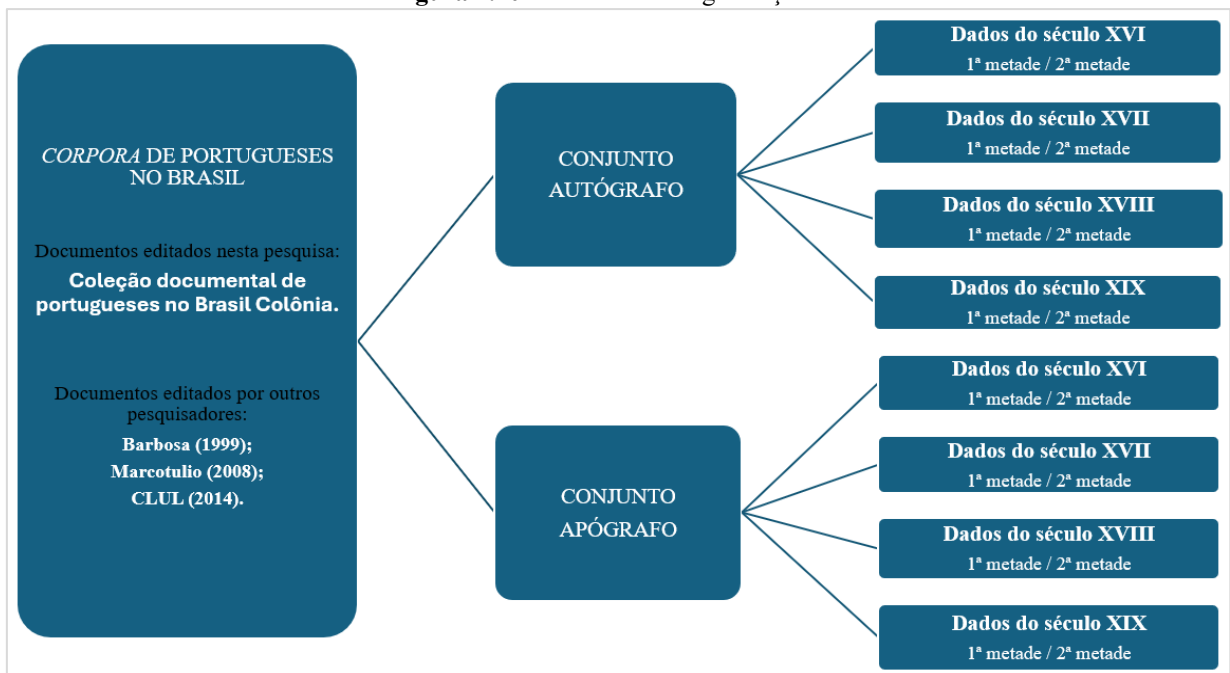 CORPORA DE PORTUGUESES
NO BRASIL
Documentos editados nesta pesquisa:
Coleção documental de
portugueses no Brasil Colônia.
Documentos editados por outros
pesquisadores:
Barbosa (1999);
Marcotulio (2008);
CLUL (2014).
CONJUNTO
AUTÓGRAFO
Dados do século XVI
1ª metade / 2ª metade
Dados do século XVII
1ª metade / 2ª metade
Dados do século XVIII
1ª metade / 2ª metade
Dados do século XIX
1ª metade / 2ª metade
CONJUNTO
APÓGRAFO
Dados do século XVI
1ª metade / 2ª metade
Dados do século XVII
1ª metade / 2ª metade
Dados do século XVIII
1ª metade / 2ª metade
Dados do século XIX
1ª metade / 2ª metade